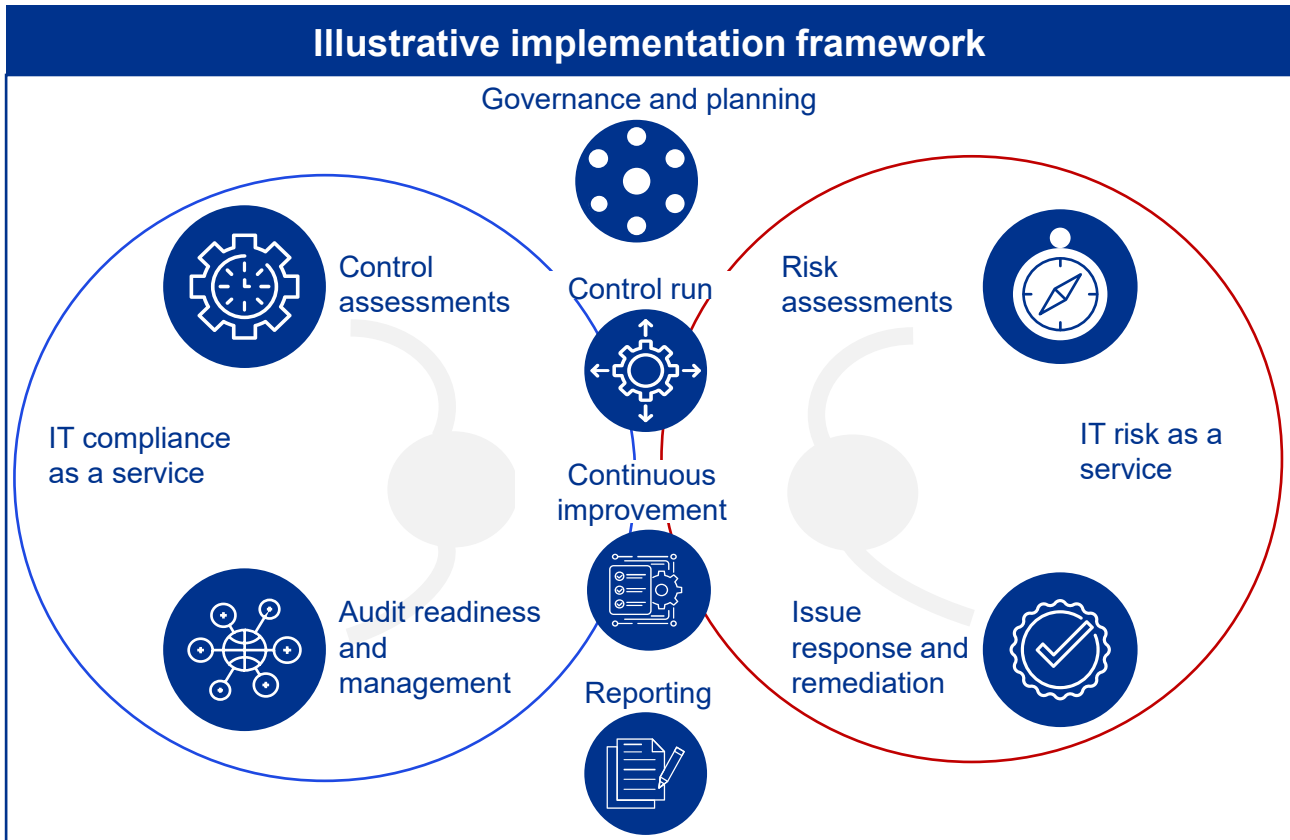 Illustrative implementation framework
Governance and planning
Control
assessments
Control run
Risk
assessments
IT compliance
as a service
Continuous
improvement
IT risk as a
service
Audit readiness
and
management
Issue
response and
remediation
Reporting